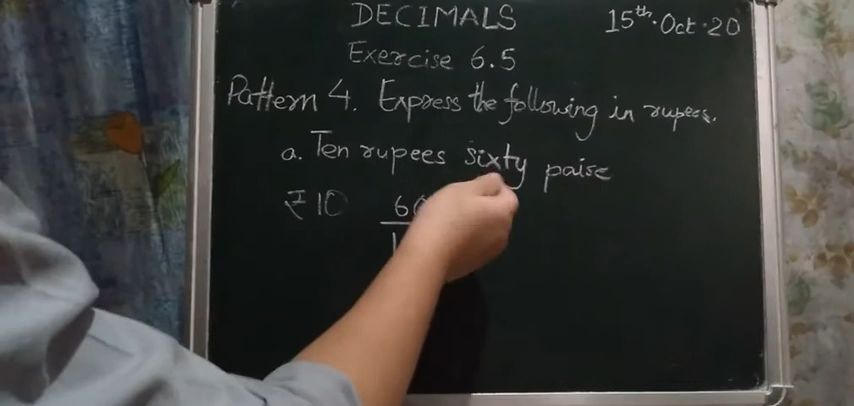 DECIMALS
15th. Oct. 20
Exercise 6.5
Pattern 4. Express the following in rupees.
a. Ten rupees sixty paise
₹10